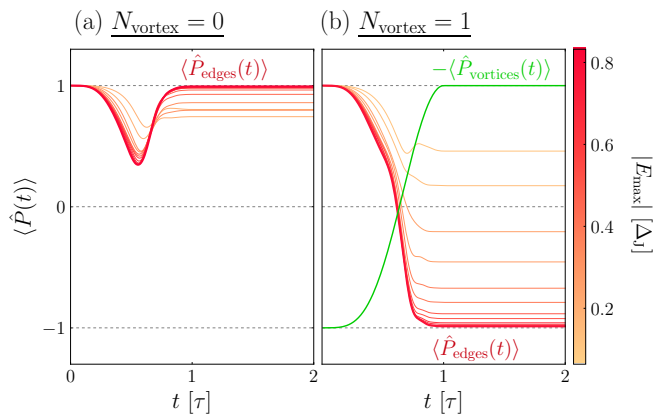 (a) N_vortex = 0
(b) N_vortex = 1
⟨P̂_edges(t)⟩
−⟨P̂_vortices(t)⟩
⟨P̂_edges(t)⟩
⟨P̂(t)⟩
1
0
−1
0
1
2
1
2
t [τ]
t [τ]
0.8
0.6
0.4
0.2
|E_max| [Δ_J]